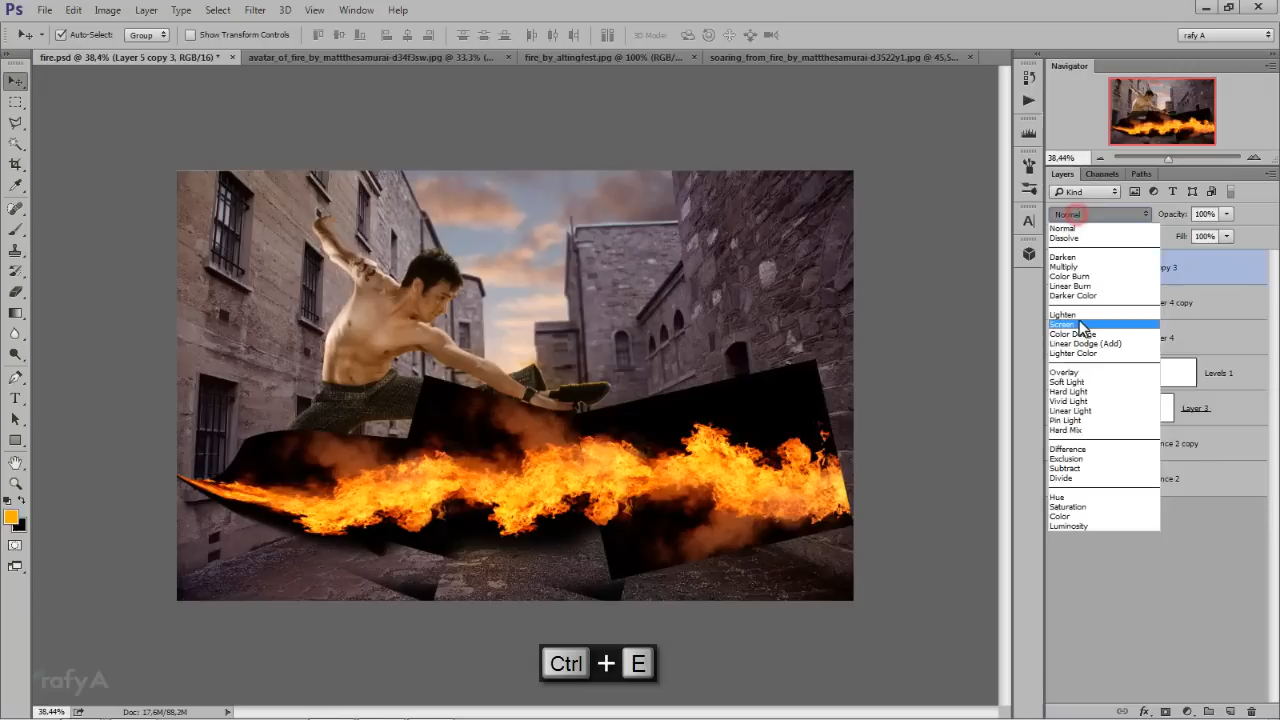 Ps File Edit Image Layer Type Select Filter 3D View Window Help
Auto-Select: Group Show Transform Controls 3D Mode: rafy A
fire.psd @ 38,4% (Layer 5 copy 3, RGB/16) * × avatar_of_fire_by_mattthesamurai-d34f3sw.jpg @ 33,3% (... × fire_by_altingfest.jpg @ 100% (RGB/... × soaring_from_fire_by_mattthesamurai-d3522y1.jpg @ 45,5... ×
Navigator
38,44%
Layers Channels Paths
Kind
Normal Opacity: 100%
Normal
Fill: 100%
Dissolve
Darken
Multiply
py 3
Color Burn
Linear Burn
Darker Color
er 4 copy
Lighten
Screen
Color Dodge
er 4
Linear Dodge (Add)
Lighter Color
Overlay
Levels 1
Soft Light
Hard Light
Vivid Light
Linear Light
Layer 3
Pin Light
Hard Mix
nce 2 copy
Difference
Exclusion
Subtract
Divide
nce 2
Hue
Saturation
Color
Luminosity
Ctrl + E
rafyA
38,44% Doc: 17,6M/88,2M